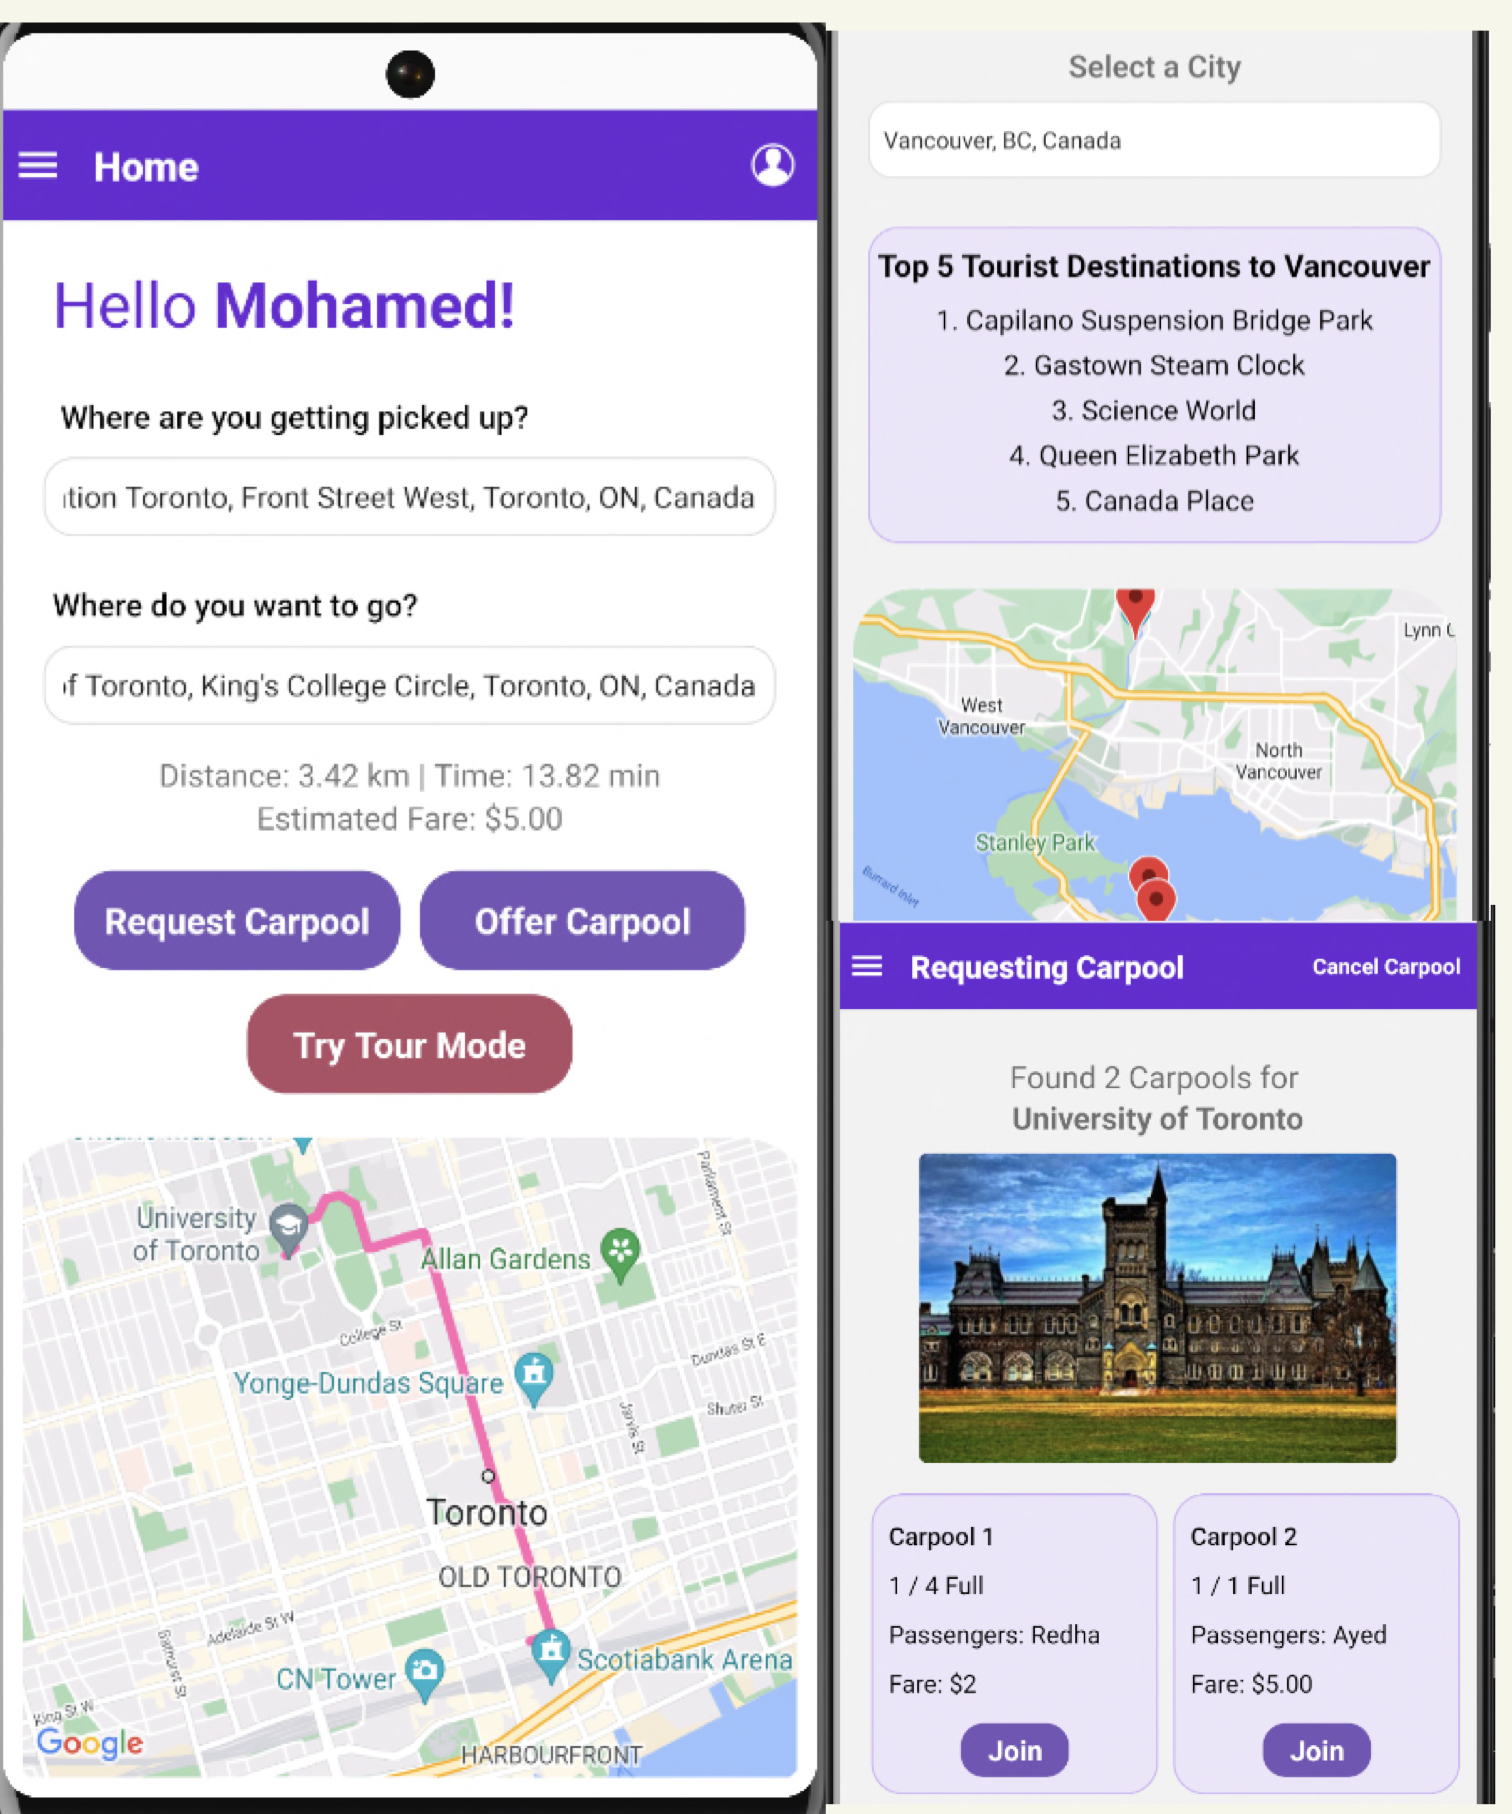 Home
Hello Mohamed!
Where are you getting picked up?
tion Toronto, Front Street West, Toronto, ON, Canada
Where do you want to go?
of Toronto, King's College Circle, Toronto, ON, Canada
Distance: 3.42 km | Time: 13.82 min
Estimated Fare: $5.00
Request Carpool
Offer Carpool
Try Tour Mode
University
of Toronto
Allan Gardens
Parliament St
College St
Yonge-Dundas Square
Dundas St E
Shuter St
Jarvis St
Toronto
OLD TORONTO
Adelaide St W
Bathurst St
CN Tower
Scotiabank Arena
King St W
Google
HARBOURFRONT
Select a City
Vancouver, BC, Canada
Top 5 Tourist Destinations to Vancouver
1. Capilano Suspension Bridge Park
2. Gastown Steam Clock
3. Science World
4. Queen Elizabeth Park
5. Canada Place
Lynn
West
Vancouver
North
Vancouver
Stanley Park
Burrard Inlet
Requesting Carpool
Cancel Carpool
Found 2 Carpools for
University of Toronto
Carpool 1
1 / 4 Full
Passengers: Redha
Fare: $2
Join
Carpool 2
1 / 1 Full
Passengers: Ayed
Fare: $5.00
Join